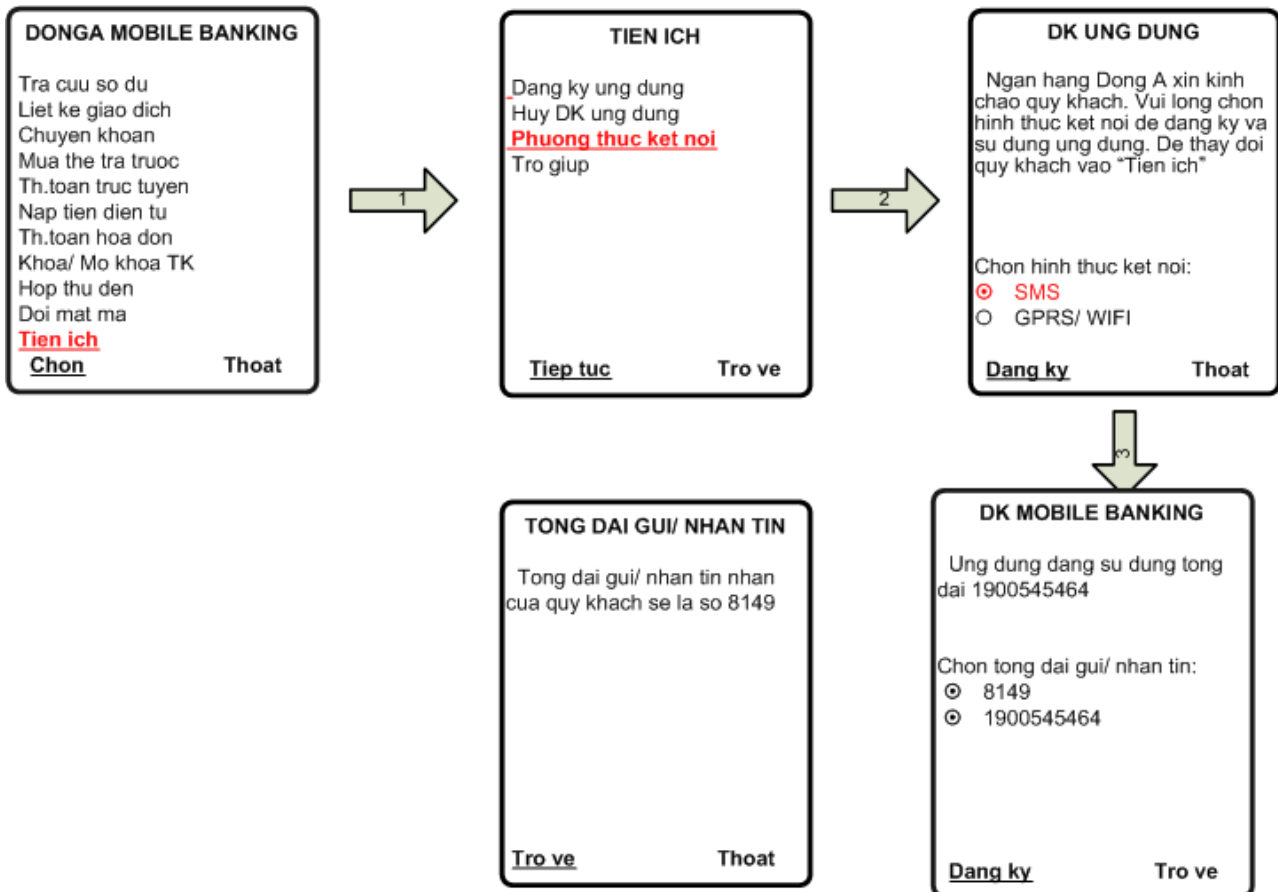 DONGA MOBILE BANKING
Tra cuu so du
Liet ke giao dich
Chuyen khoan
Mua the tra truoc
Th.toan truc tuyen
Nap tien dien tu
Th.toan hoa don
Khoa/ Mo khoa TK
Hop thu den
Doi mat ma
Tien ich
Chon Thoat
1
TIEN ICH
Dang ky ung dung
Huy DK ung dung
Phuong thuc ket noi
Tro giup
Tiep tuc Tro ve
2
DK UNG DUNG
Ngan hang Dong A xin kinh
chao quy khach. Vui long chon
hinh thuc ket noi de dang ky va
su dung ung dung. De thay doi
quy khach vao “Tien ich”
Chon hinh thuc ket noi:
SMS
GPRS/ WIFI
Dang ky Thoat
3
DK MOBILE BANKING
Ung dung dang su dung tong
dai 1900545464
Chon tong dai gui/ nhan tin:
8149
1900545464
Dang ky Tro ve
TONG DAI GUI/ NHAN TIN
Tong dai gui/ nhan tin nhan
cua quy khach se la so 8149
Tro ve Thoat